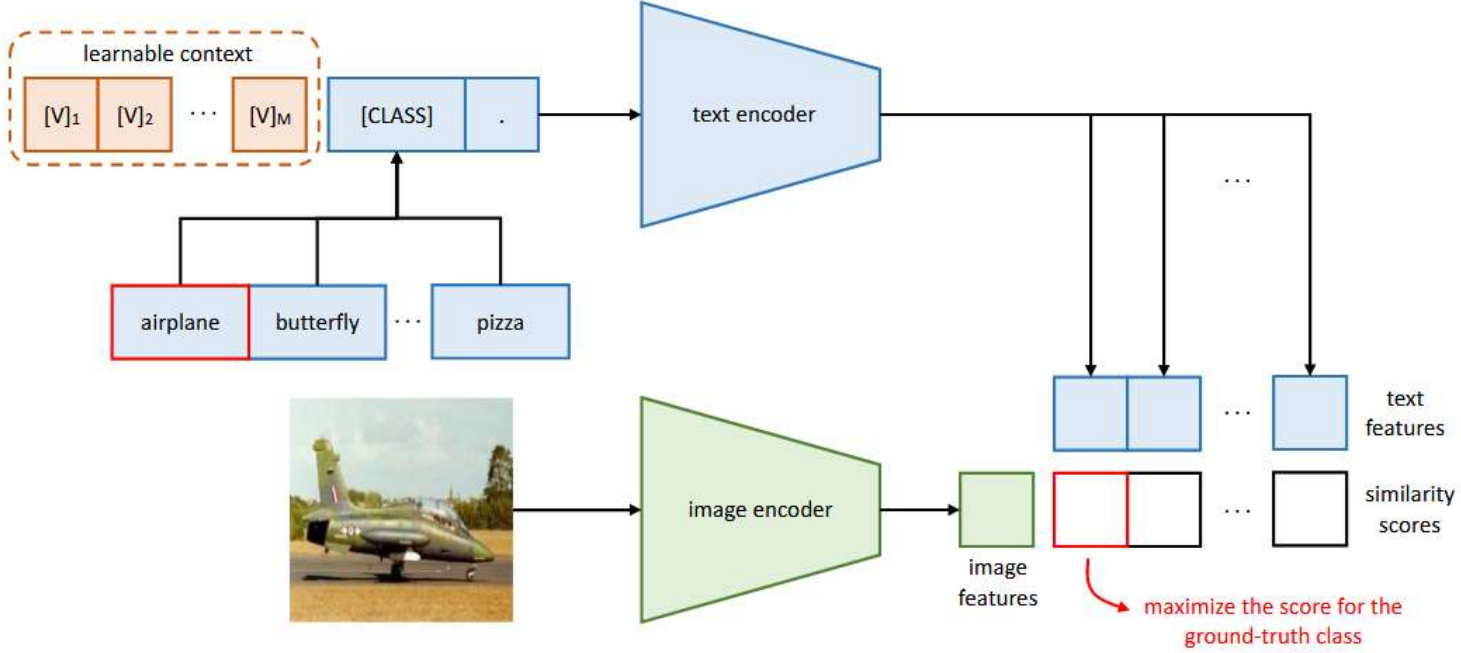 learnable context
[V]₁ [V]₂ ... [V]M [CLASS] .
text encoder
...
airplane butterfly ... pizza
...
text
features
image encoder
...
similarity
scores
image
features
maximize the score for the
ground-truth class